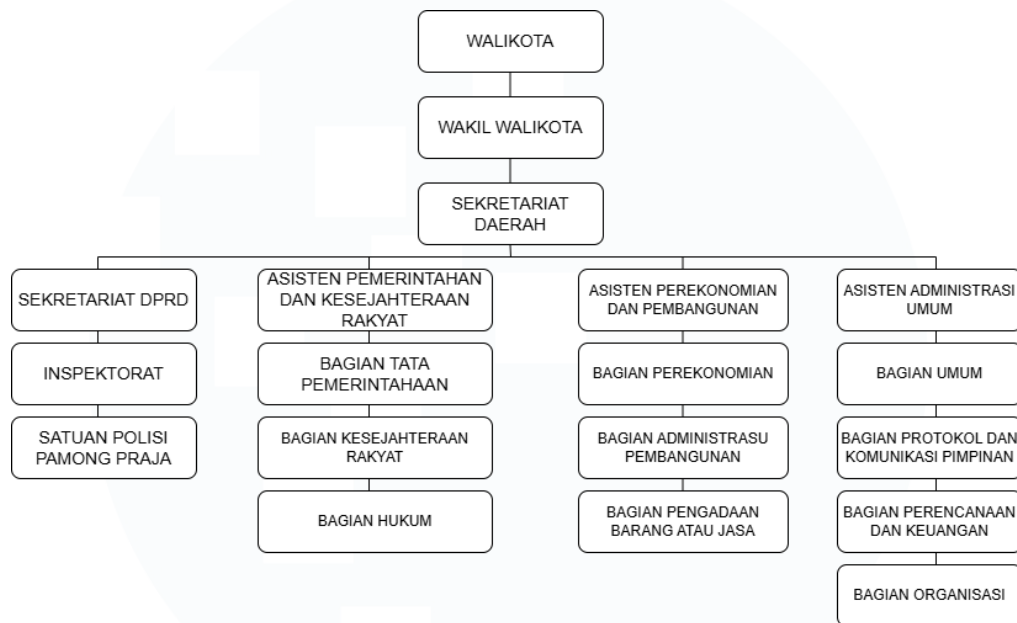 WALIKOTA
WAKIL WALIKOTA
SEKRETARIAT
DAERAH
SEKRETARIAT DPRD
ASISTEN PEMERINTAHAN
DAN KESEJAHTERAAN
RAKYAT
ASISTEN PEREKONOMIAN
DAN PEMBANGUNAN
ASISTEN ADMINISTRASI
UMUM
INSPEKTORAT
BAGIAN TATA
PEMERINTAHAAN
BAGIAN PEREKONOMIAN
BAGIAN UMUM
SATUAN POLISI
PAMONG PRAJA
BAGIAN KESEJAHTERAAN
RAKYAT
BAGIAN ADMINISTRASU
PEMBANGUNAN
BAGIAN PROTOKOL DAN
KOMUNIKASI PIMPINAN
BAGIAN HUKUM
BAGIAN PENGADAAN
BARANG ATAU JASA
BAGIAN PERENCANAAN
DAN KEUANGAN
BAGIAN ORGANISASI